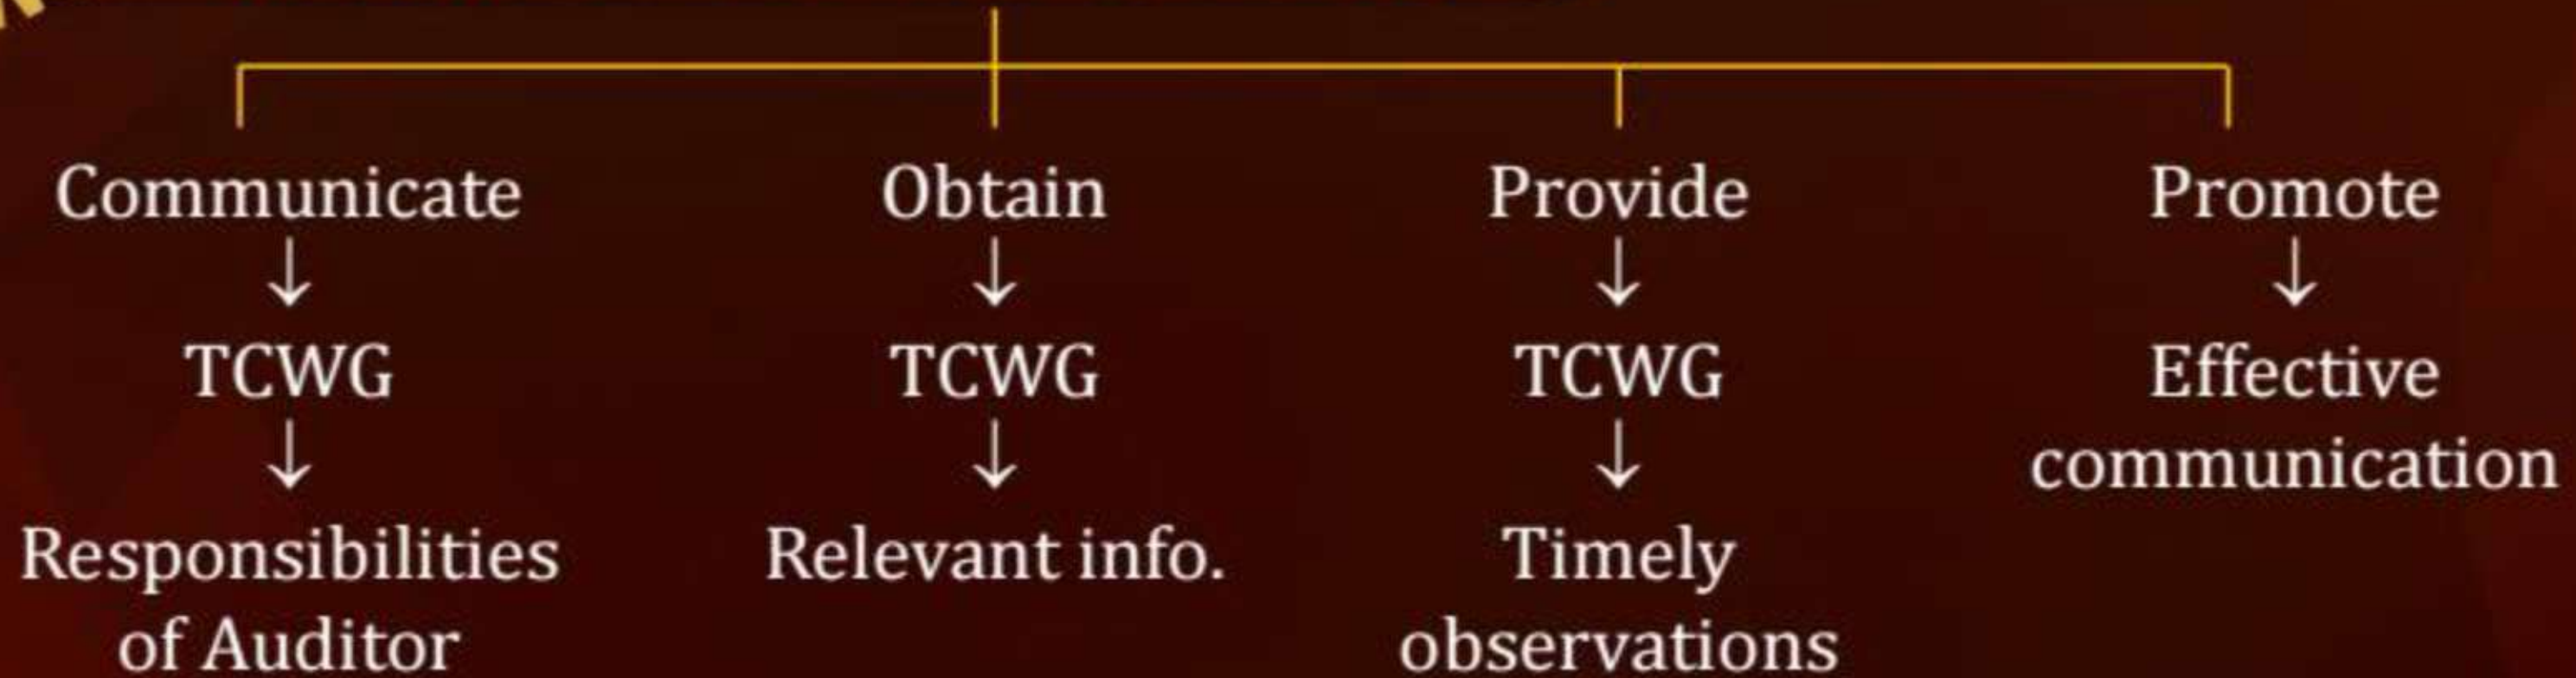 Communicate
↓
TCWG
↓
Responsibilities
of Auditor
Obtain
↓
TCWG
↓
Relevant info.
Provide
↓
TCWG
↓
Timely
observations
Promote
↓
Effective
communication